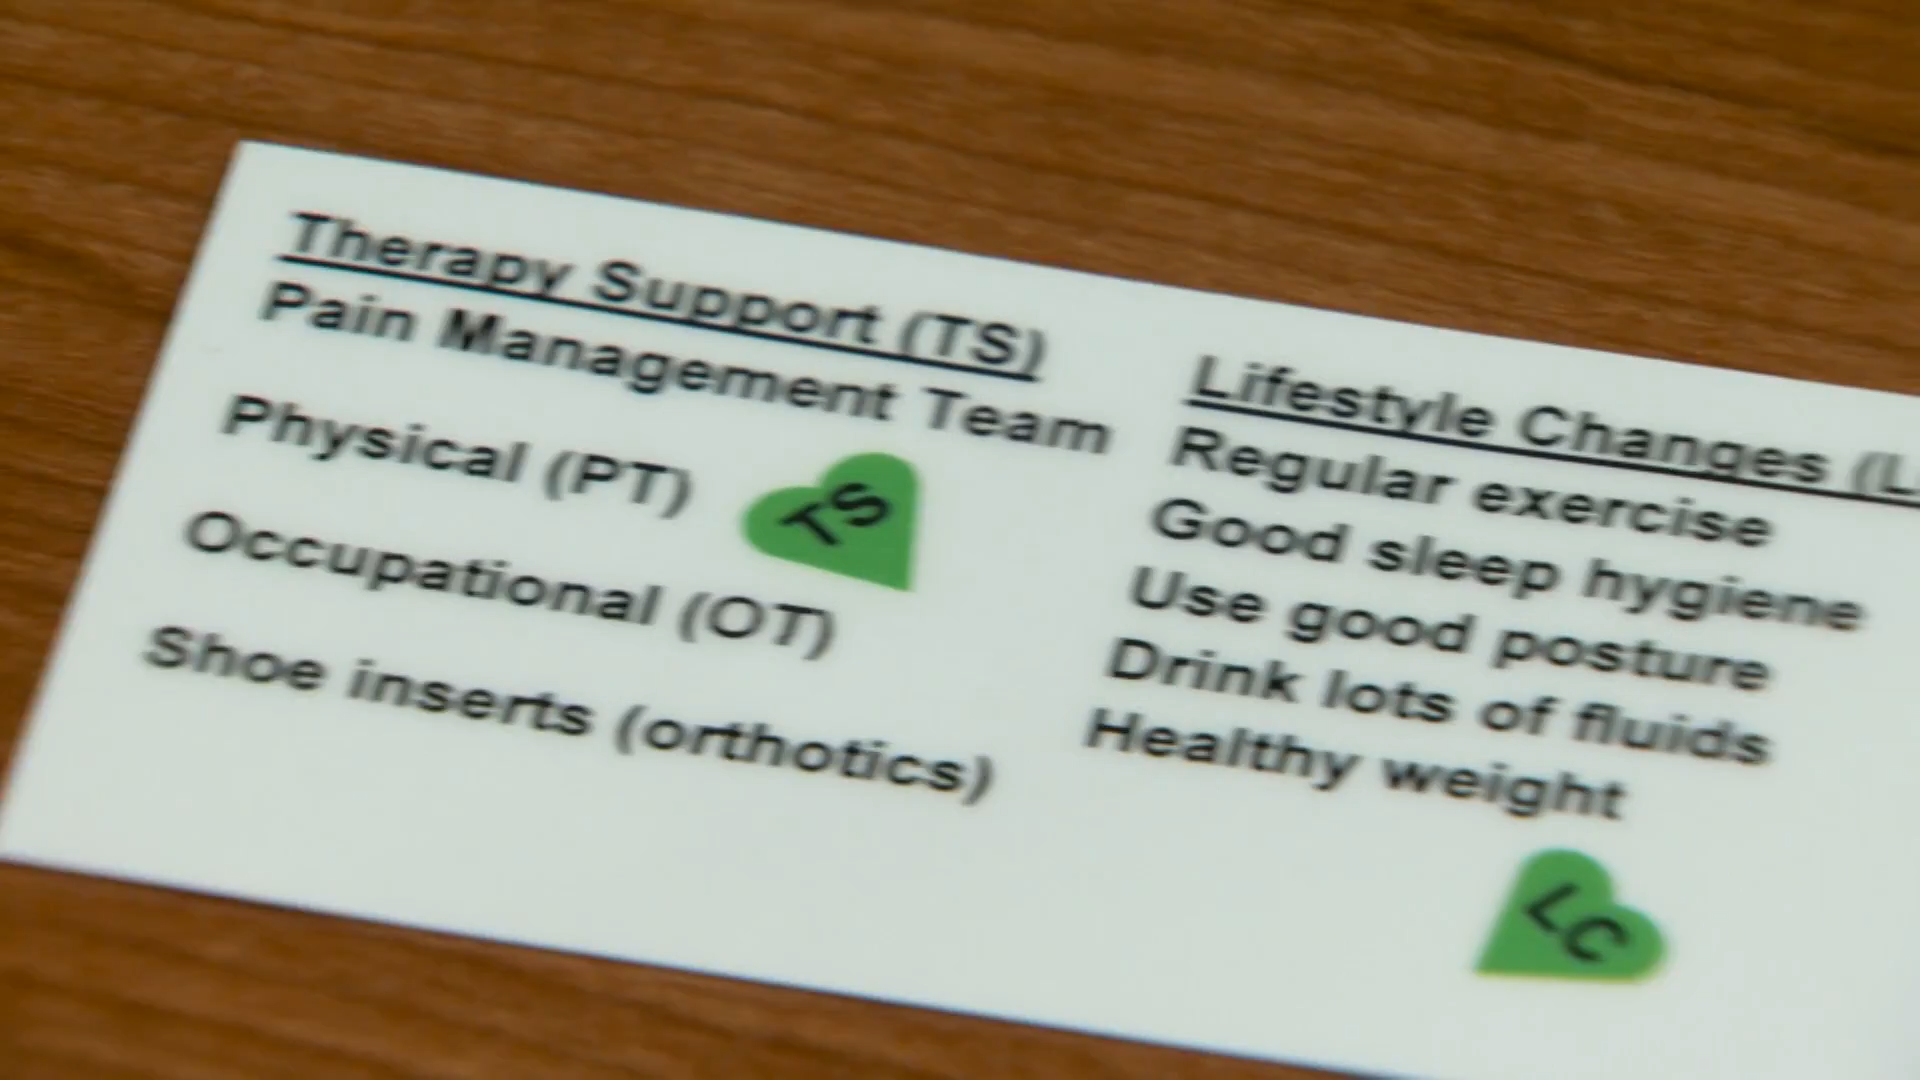 Therapy Support (TS)
Pain Management Team
Physical (PT)
TS
Occupational (OT)
Shoe inserts (orthotics)
Lifestyle Changes (L
Regular exercise
Good sleep hygiene
Use good posture
Drink lots of fluids
Healthy weight
LC